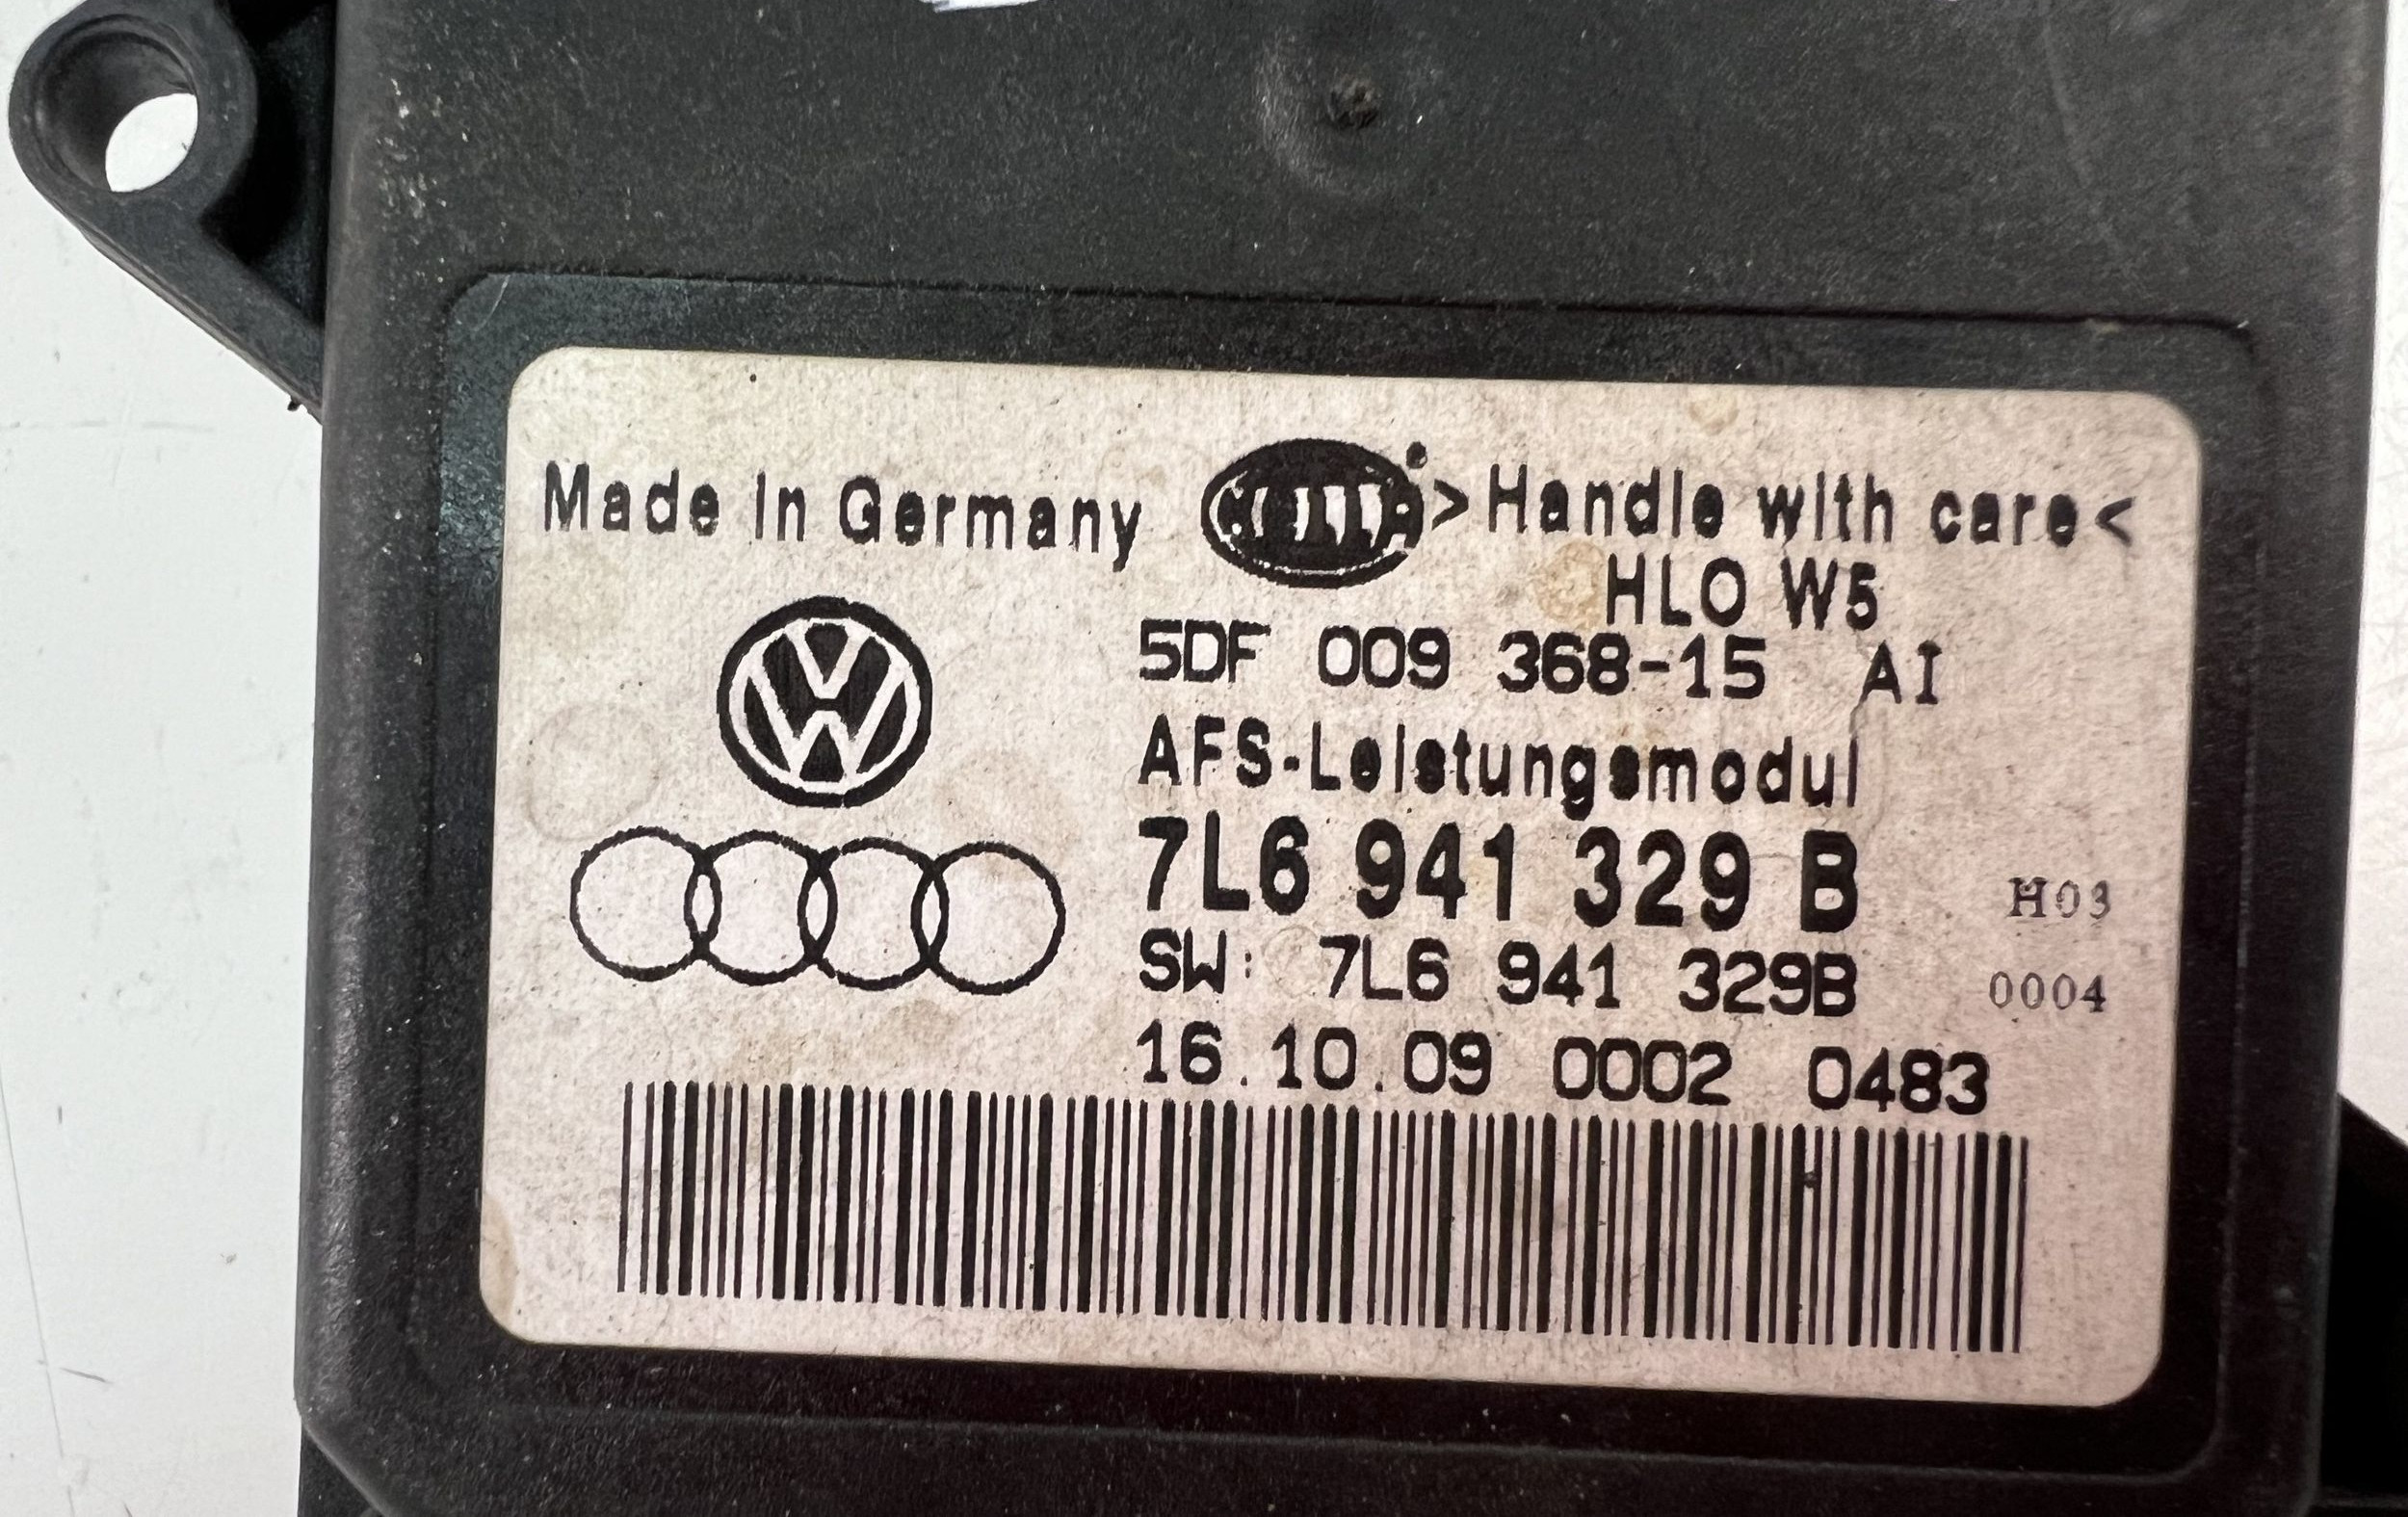 Made in Germany HELLA >Handle with care<
HLO W5
5DF 009 368-15 AI
AFS-Leistungsmodul
7L6 941 329 B H03
SW: 7L6 941 329B 0004
16.10.09 0002 0483